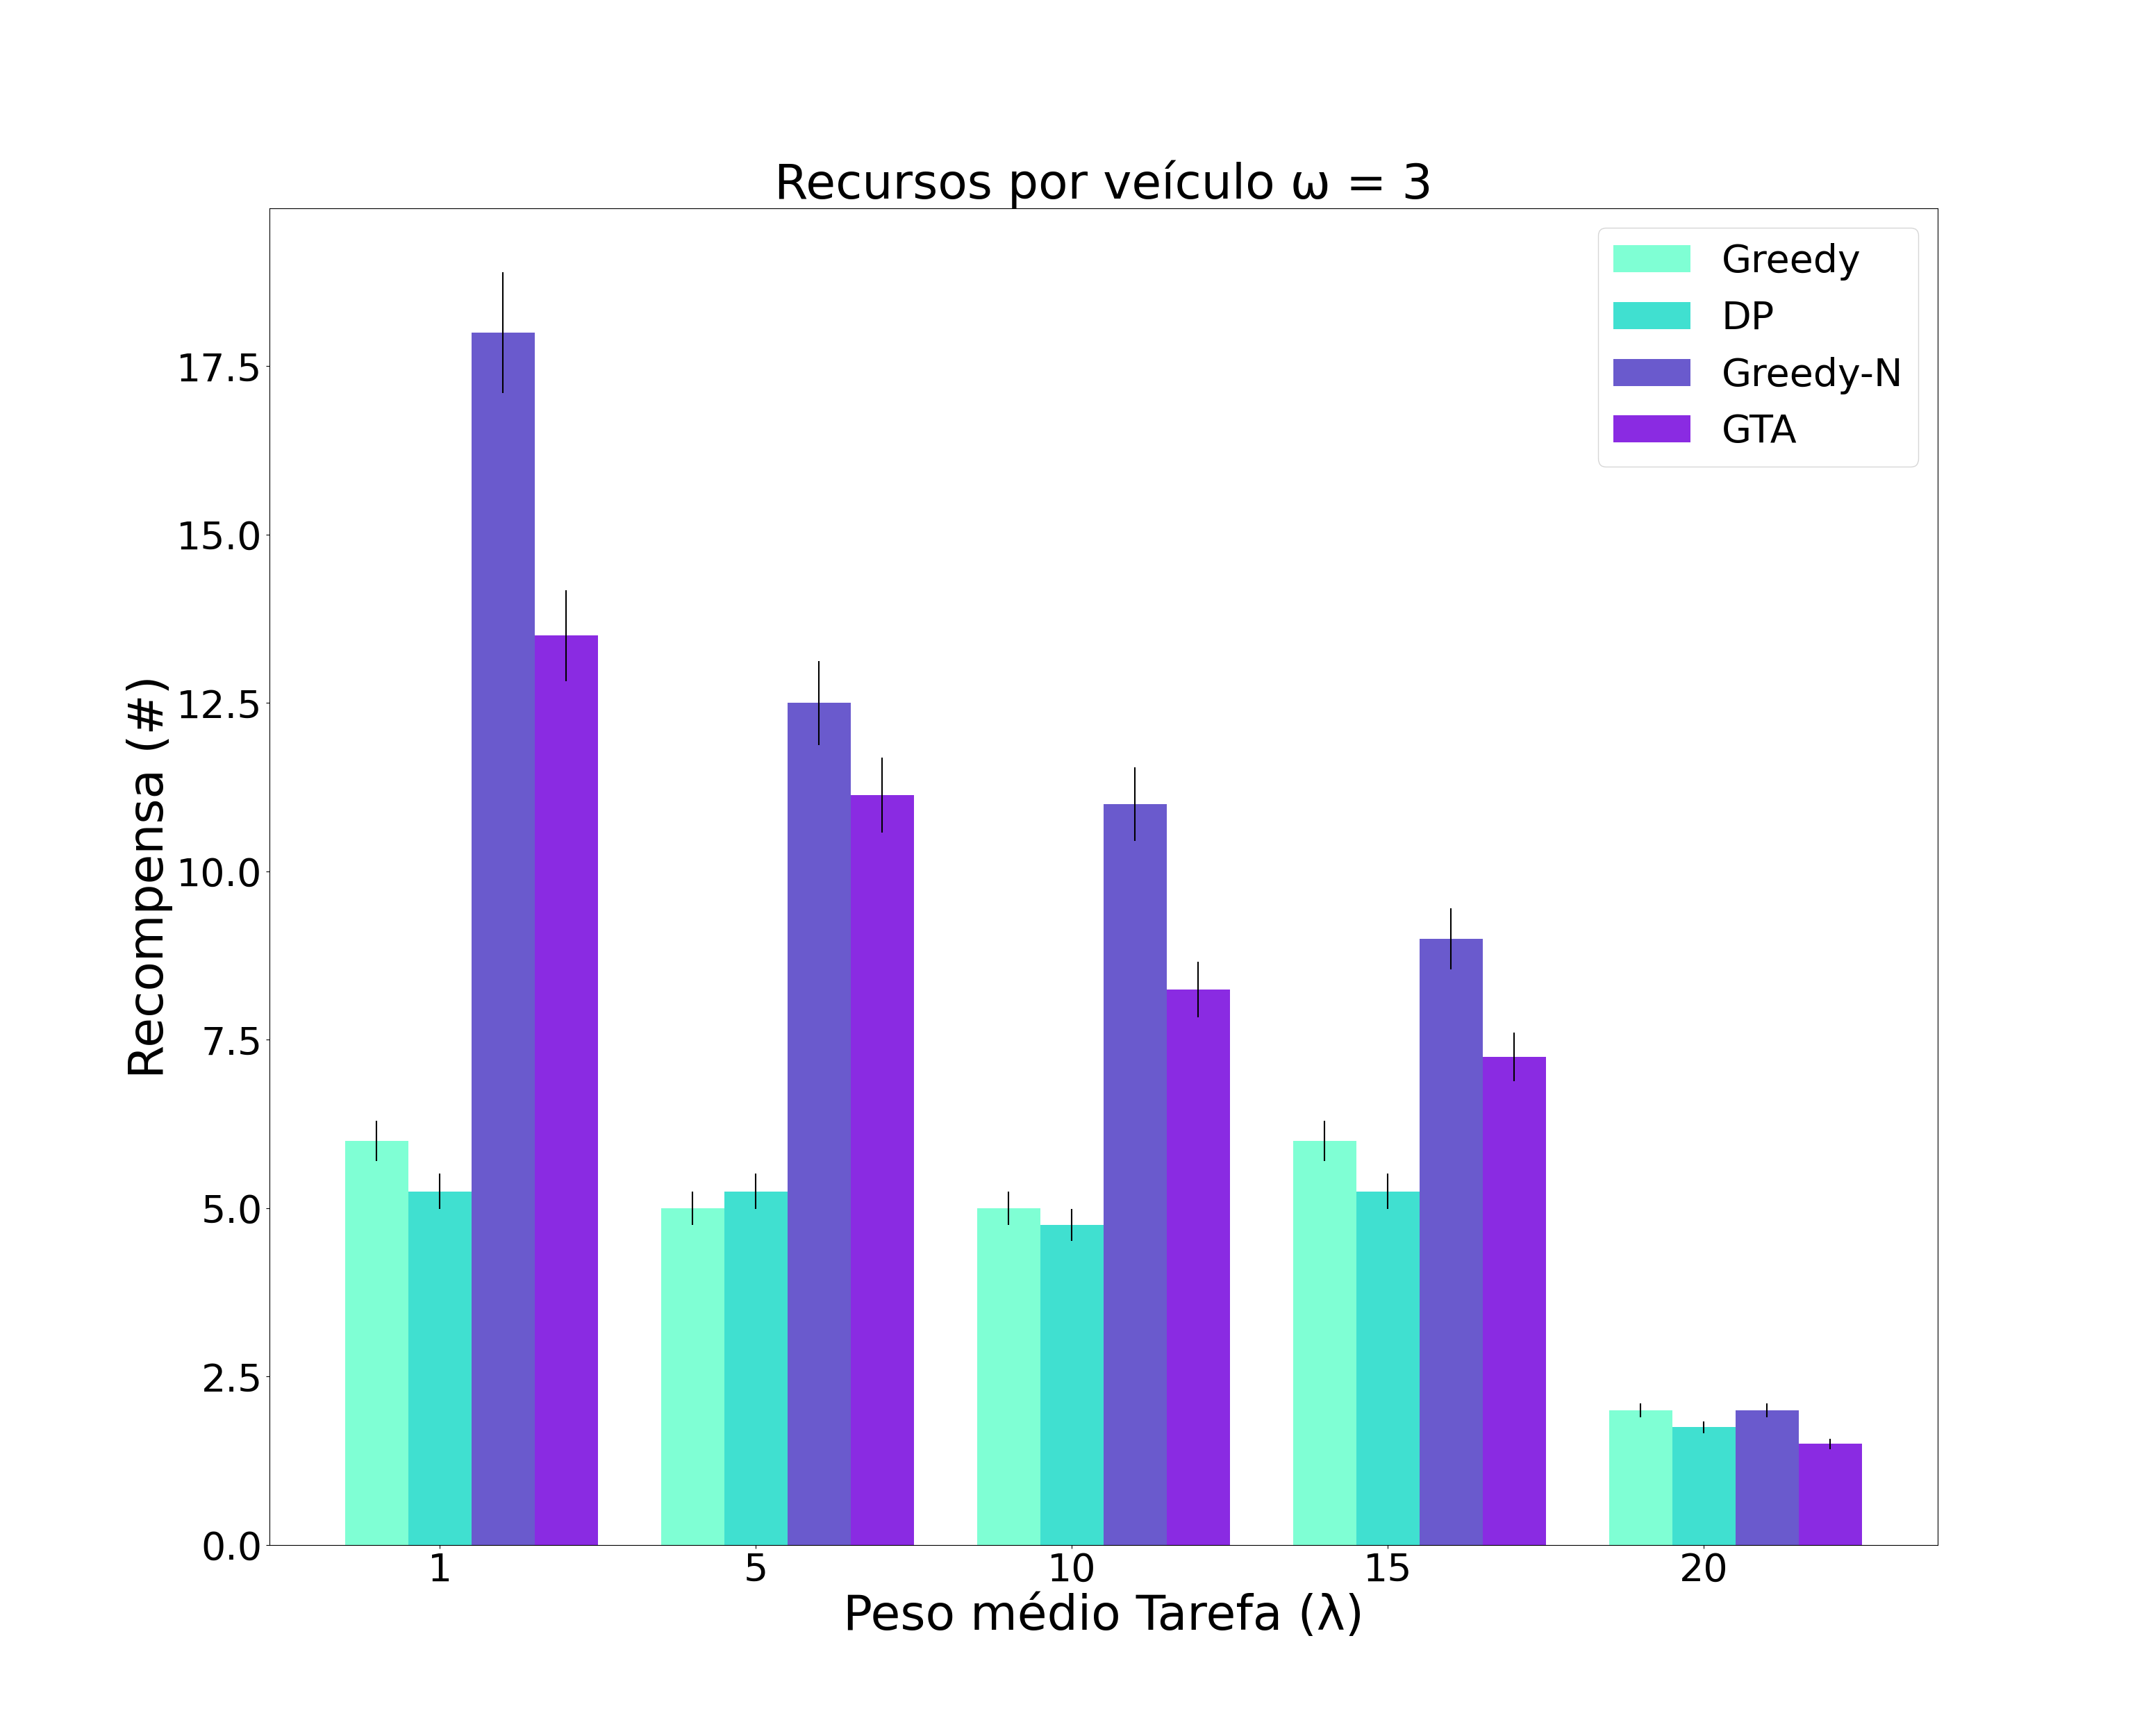 Recursos por veículo ω = 3
Greedy
DP
Greedy-N
GTA
17.5
15.0
12.5
10.0
7.5
5.0
2.5
0.0
Recompensa (#)
1 5 10 15 20
Peso médio Tarefa (λ)